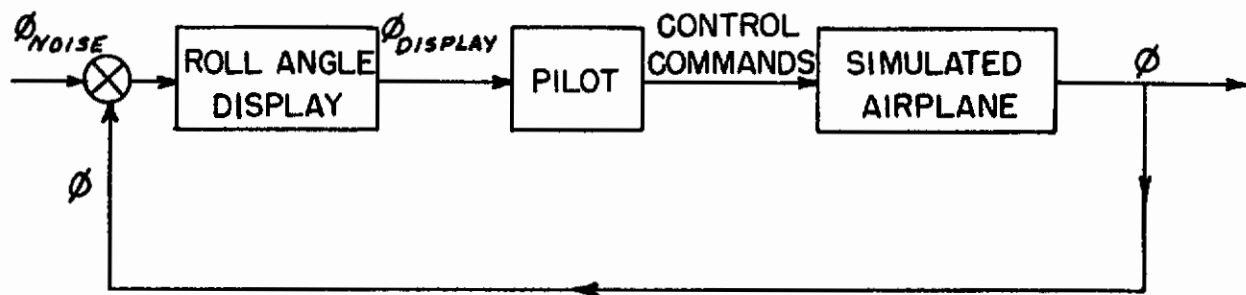 ØNOISE
ROLL ANGLE
DISPLAY
ØDISPLAY
PILOT
CONTROL
COMMANDS
SIMULATED
AIRPLANE
Ø
Ø